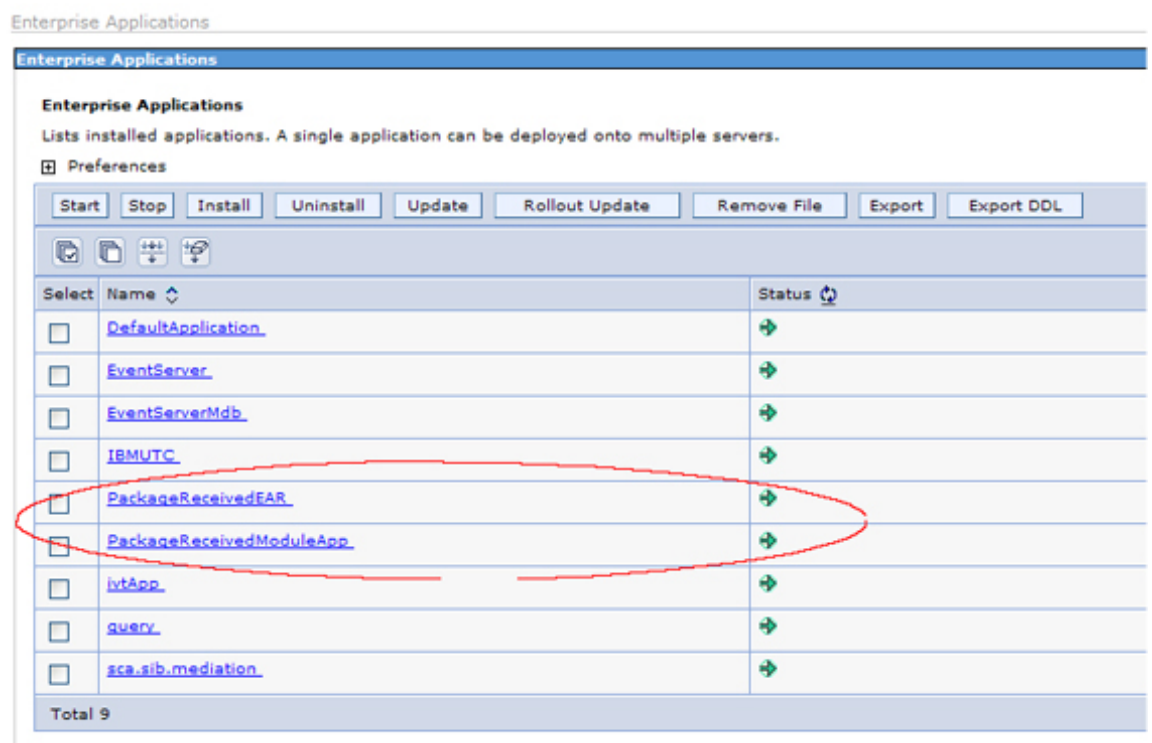 Enterprise Applications
Enterprise Applications
Enterprise Applications
Lists installed applications. A single application can be deployed onto multiple servers.
Preferences
Start Stop Install Uninstall Update Rollout Update Remove File Export Export DDL
Select Name Status
DefaultApplication
EventServer
EventServerMdb
IBMUTC
PackageReceivedEAR
PackageReceivedModuleApp
ivtApp
query
sca.sib.mediation
Total 9